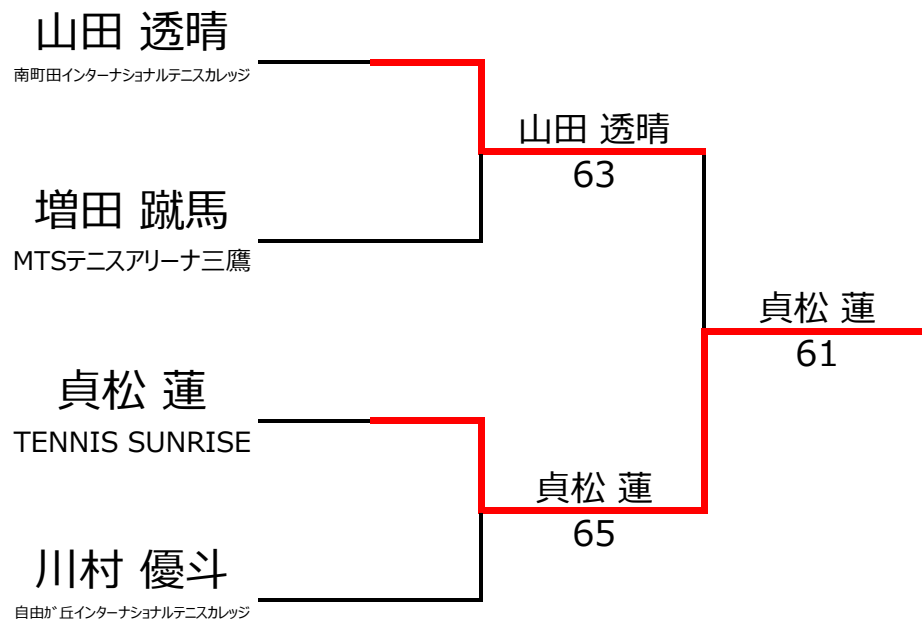 山田 透晴
南町田インターナショナルテニスカレッジ
山田 透晴
63
増田 蹴馬
MTSテニスアリーナ三鷹
貞松 蓮
61
貞松 蓮
TENNIS SUNRISE
貞松 蓮
65
川村 優斗
自由が丘インターナショナルテニスカレッジ